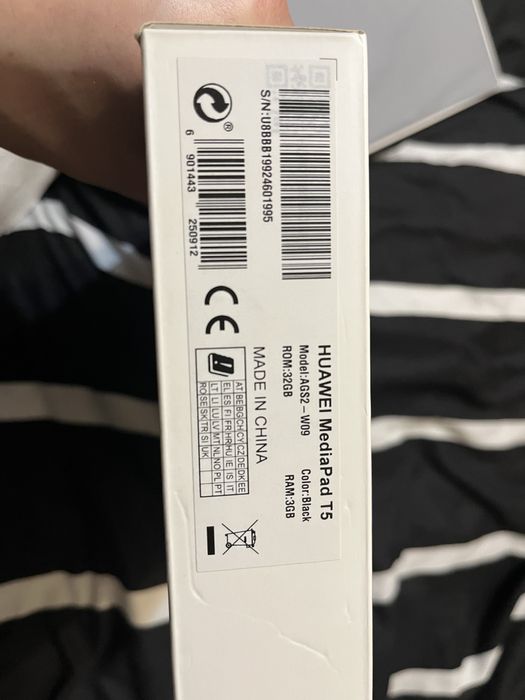 S/N:U8BBB19924601995
®
6 901443 250912
CE
HUAWEI MediaPad T5
Model:AGS2-W09 Color:Black
ROM:32GB RAM:3GB
MADE IN CHINA
AT BE BG CH CY CZ DE DK EE
EL ES FI FR HR HU IE IS IT
LT LI LU LV MT NL NO PL PT
RO SE SK TR SI UK